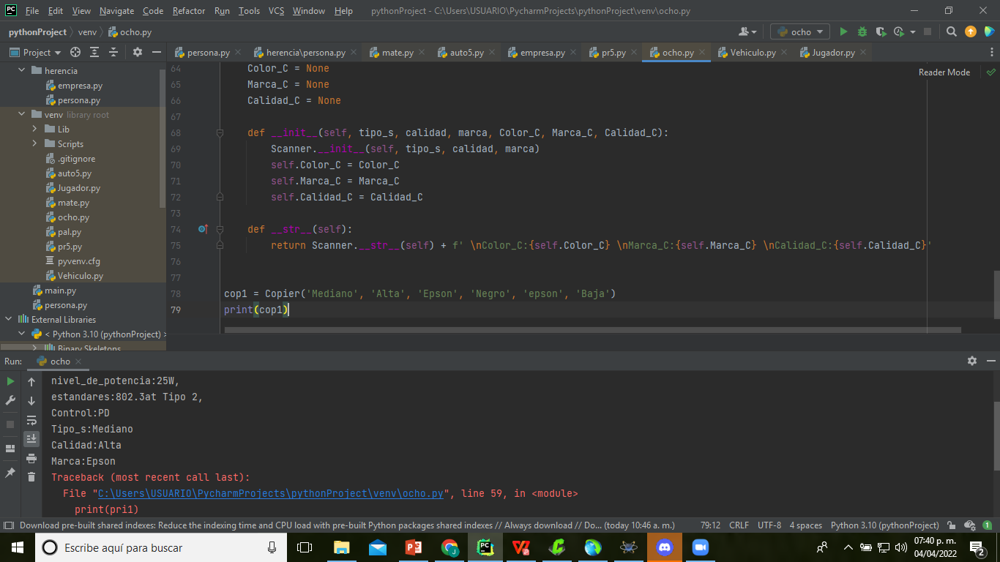 File Edit View Navigate Code Refactor Run Tools VCS Window Help pythonProject - C:\Users\USUARIO\PycharmProjects\pythonProject\venv\ocho.py
pythonProject venv ocho.py ocho
Project persona.py herencia\persona.py mate.py auto5.py empresa.py pr5.py ocho.py Vehiculo.py Jugador.py
herencia
empresa.py
persona.py
venv library root
Lib
Scripts
.gitignore
auto5.py
Jugador.py
mate.py
ocho.py
pal.py
pr5.py
pyvenv.cfg
Vehiculo.py
main.py
persona.py
External Libraries
< Python 3.10 (pythonProject) >
Binary Skeletons
Reader Mode
64 Color_C = None
65 Marca_C = None
66 Calidad_C = None
67
68 def __init__(self, tipo_s, calidad, marca, Color_C, Marca_C, Calidad_C):
69 Scanner.__init__(self, tipo_s, calidad, marca)
70 self.Color_C = Color_C
71 self.Marca_C = Marca_C
72 self.Calidad_C = Calidad_C
73
74 def __str__(self):
75 return Scanner.__str__(self) + f' \nColor_C:{self.Color_C} \nMarca_C:{self.Marca_C} \nCalidad_C:{self.Calidad_C}'
76
77
78 cop1 = Copier('Mediano', 'Alta', 'Epson', 'Negro', 'epson', 'Baja')
79 print(cop1)
Run: ocho
nivel_de_potencia:25W,
estandares:802.3at Tipo 2,
Control:PD
Tipo_s:Mediano
Calidad:Alta
Marca:Epson
Traceback (most recent call last):
File "C:\Users\USUARIO\PycharmProjects\pythonProject\venv\ocho.py", line 59, in <module>
print(pri1)
Download pre-built shared indexes: Reduce the indexing time and CPU load with pre-built Python packages shared indexes // Always download // Do... (today 10:46 a. m.) 79:12 CRLF UTF-8 4 spaces Python 3.10 (pythonProject) 1
Escribe aquí para buscar
07:40 p. m.
04/04/2022
2